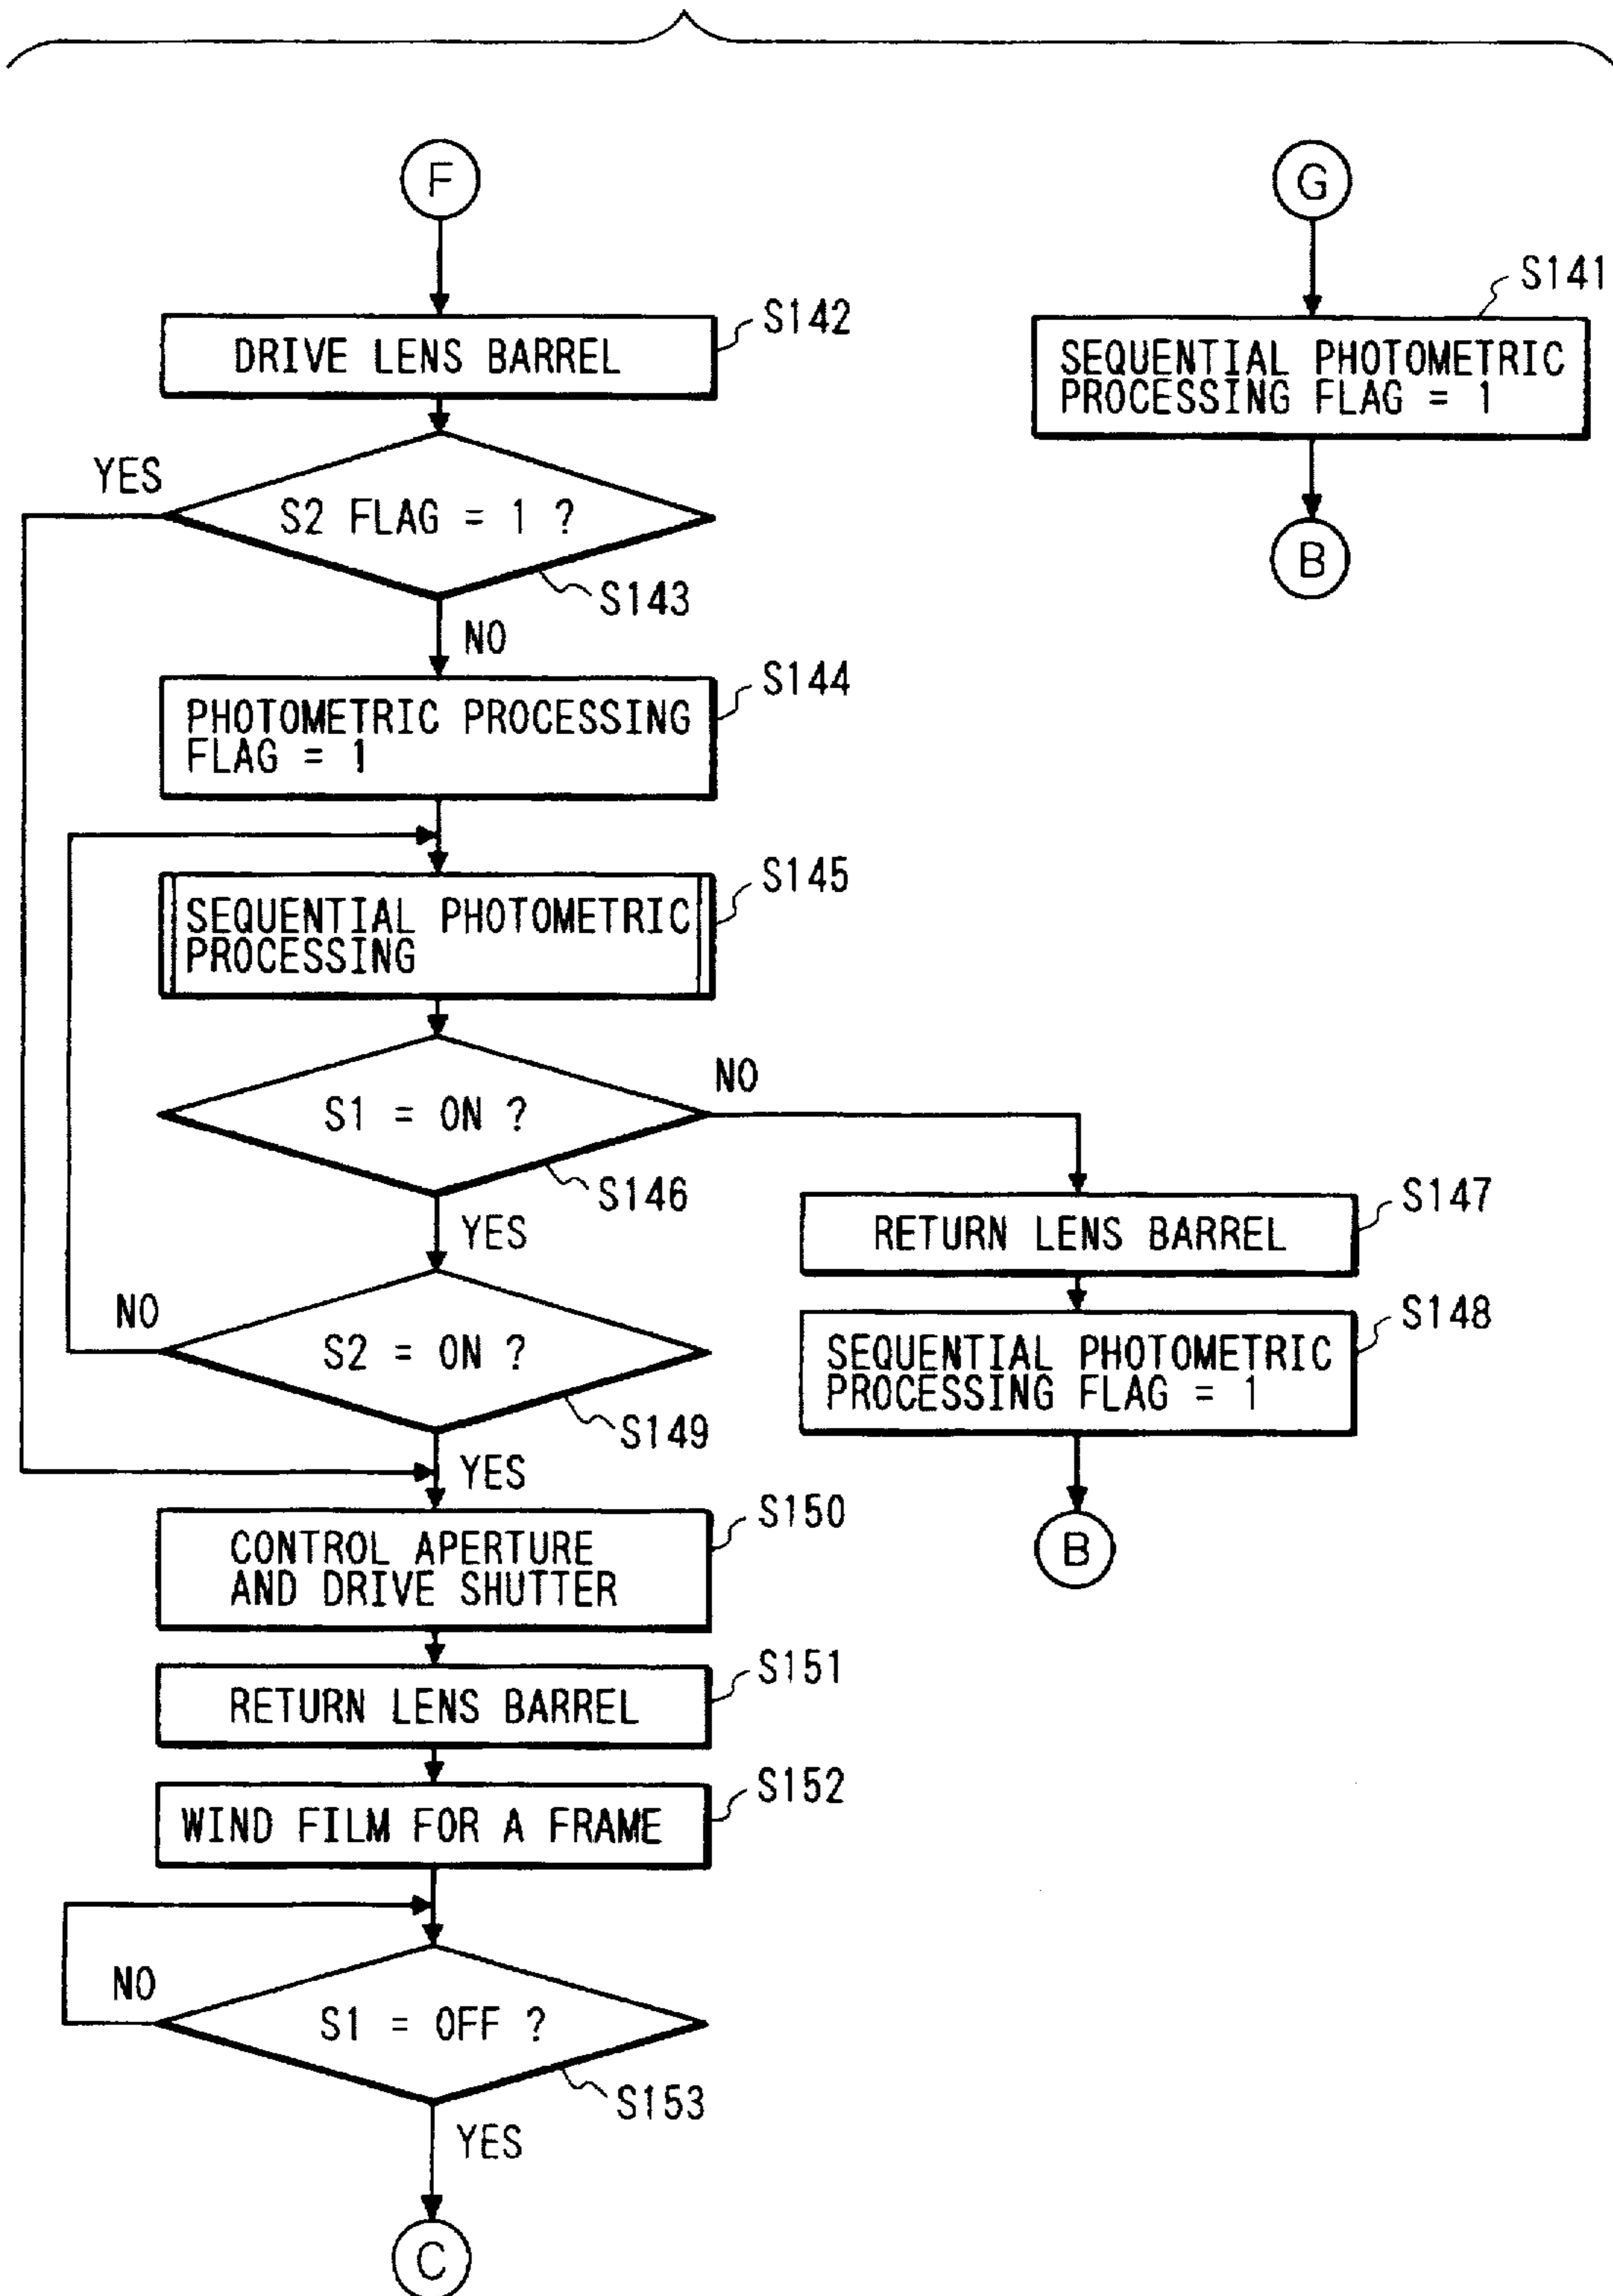 F
G
S141
SEQUENTIAL PHOTOMETRIC
PROCESSING FLAG = 1
B
S142
DRIVE LENS BARREL
YES
S2 FLAG = 1 ?
S143
NO
S144
PHOTOMETRIC PROCESSING
FLAG = 1
S145
SEQUENTIAL PHOTOMETRIC
PROCESSING
NO
S1 = ON ?
S146
YES
S147
RETURN LENS BARREL
S148
SEQUENTIAL PHOTOMETRIC
PROCESSING FLAG = 1
B
NO
S2 = ON ?
S149
YES
S150
CONTROL APERTURE
AND DRIVE SHUTTER
S151
RETURN LENS BARREL
S152
WIND FILM FOR A FRAME
NO
S1 = OFF ?
S153
YES
C